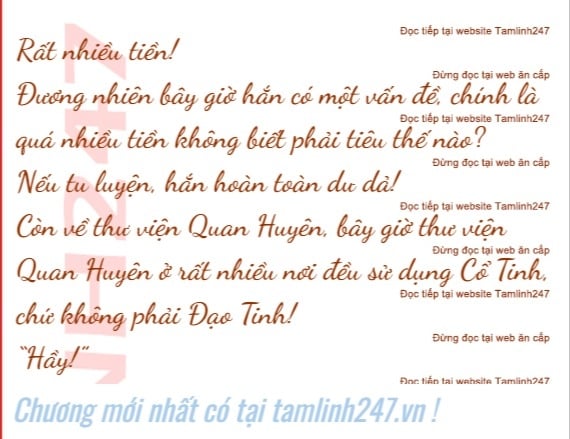 Đọc tiếp tại website Tamlinh247
Rất nhiều tiền!
Đừng đọc tại web ăn cắp
Đương nhiên bây giờ hắn có một vấn đề, chính là
Đọc tiếp tại website Tamlinh247
quá nhiều tiền không biết phải tiêu thế nào?
Đừng đọc tại web ăn cắp
Nếu tu luyện, hắn hoàn toàn dư dả!
Đọc tiếp tại website Tamlinh247
Còn về thư viện Quan Huyên, bây giờ thư viện
Đừng đọc tại web ăn cắp
Quan Huyên ở rất nhiều nơi đều sử dụng Cổ Tinh,
Đọc tiếp tại website Tamlinh247
chứ không phải Đạo Tinh!
Đừng đọc tại web ăn cắp
“Hầy!”
Đọc tiếp tại website Tamlinh247
NH247
Chương mới nhất có tại tamlinh247.vn !